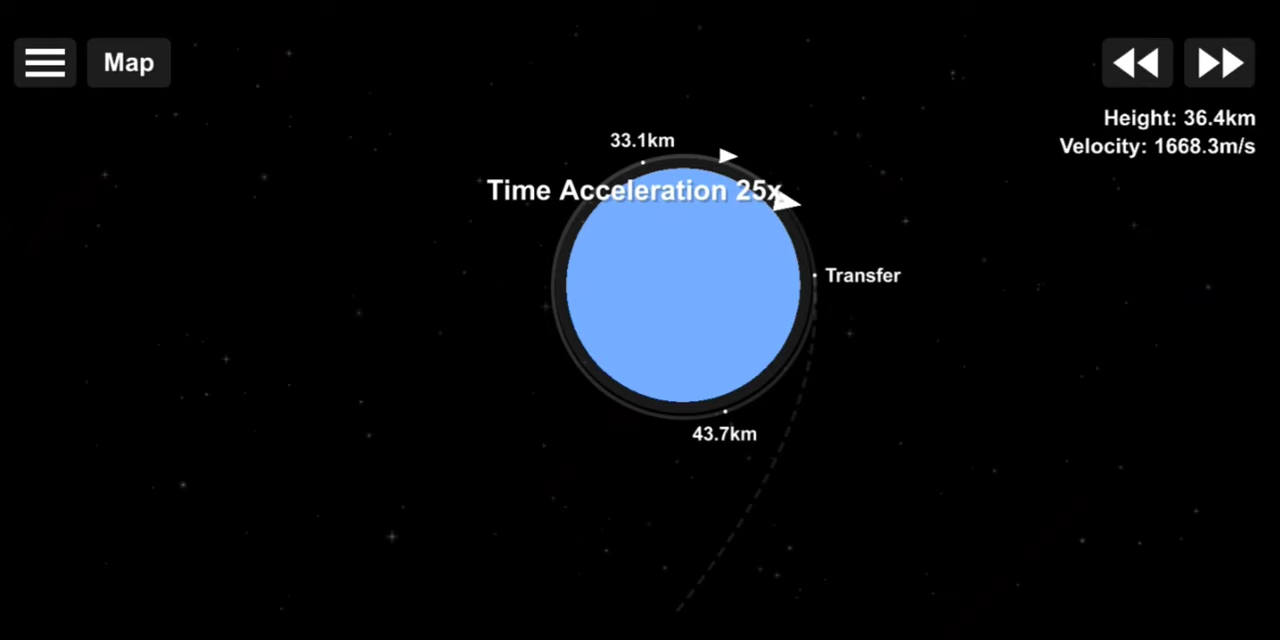 Map
Height: 36.4km
Velocity: 1668.3m/s
33.1km
Time Acceleration 25x
Transfer
43.7km